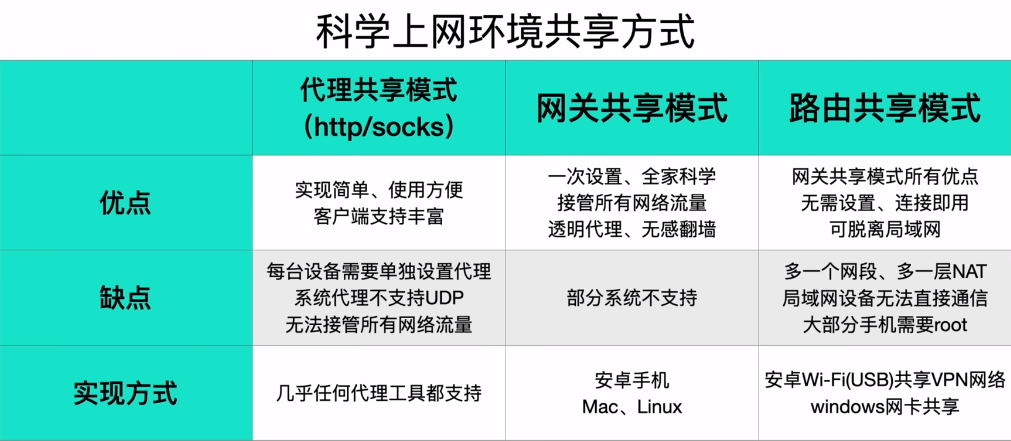 科学上网环境共享方式
代理共享模式
（http/socks）
网关共享模式
路由共享模式
优点
实现简单、使用方便
客户端支持丰富
一次设置、全家科学
接管所有网络流量
透明代理、无感翻墙
网关共享模式所有优点
无需设置、连接即用
可脱离局域网
缺点
每台设备需要单独设置代理
系统代理不支持UDP
无法接管所有网络流量
部分系统不支持
多一个网段、多一层NAT
局域网设备无法直接通信
大部分手机需要root
实现方式
几乎任何代理工具都支持
安卓手机
Mac、Linux
安卓Wi-Fi(USB)共享VPN网络
windows网卡共享